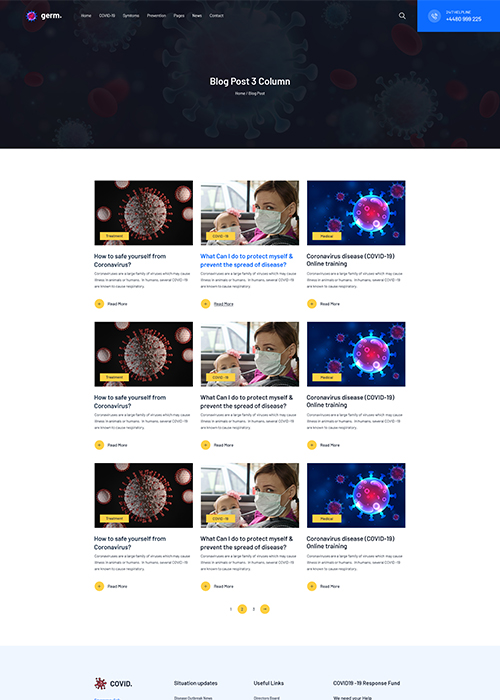 germ.
Home COVID-19 Symtoms Prevention Pages News Contact
24/7 HELPLINE
+4460 999 225
Blog Post 3 Column
Home / Blog Post
Treatment
COVID -19
Medical
How to safe yourself from
Coronavirus?
Coronaviruses are a large family of viruses which may cause
illness in animals or humans. In humans, several COVID-19
are known to cause respiratory.
Read More
What Can I do to protect myself &
prevent the spread of disease?
Coronaviruses are a large family of viruses which may cause
illness in animals or humans. In humans, several COVID-19
are known to cause respiratory.
Read More
Coronavirus disease (COVID-19)
Online training
Coronaviruses are a large family of viruses which may cause
illness in animals or humans. In humans, several COVID-19
are known to cause respiratory.
Read More
Treatment
COVID -19
Medical
How to safe yourself from
Coronavirus?
Coronaviruses are a large family of viruses which may cause
illness in animals or humans. In humans, several COVID-19
are known to cause respiratory.
Read More
What Can I do to protect myself &
prevent the spread of disease?
Coronaviruses are a large family of viruses which may cause
illness in animals or humans. In humans, several COVID-19
are known to cause respiratory.
Read More
Coronavirus disease (COVID-19)
Online training
Coronaviruses are a large family of viruses which may cause
illness in animals or humans. In humans, several COVID-19
are known to cause respiratory.
Read More
Treatment
COVID -19
Medical
How to safe yourself from
Coronavirus?
Coronaviruses are a large family of viruses which may cause
illness in animals or humans. In humans, several COVID-19
are known to cause respiratory.
Read More
What Can I do to protect myself &
prevent the spread of disease?
Coronaviruses are a large family of viruses which may cause
illness in animals or humans. In humans, several COVID-19
are known to cause respiratory.
Read More
Coronavirus disease (COVID-19)
Online training
Coronaviruses are a large family of viruses which may cause
illness in animals or humans. In humans, several COVID-19
are known to cause respiratory.
Read More
1 2 3
COVID.
Situation updates
Useful Links
COVID19 -19 Response Fund
Disease Outbreak News
Directors Board
We need your Help